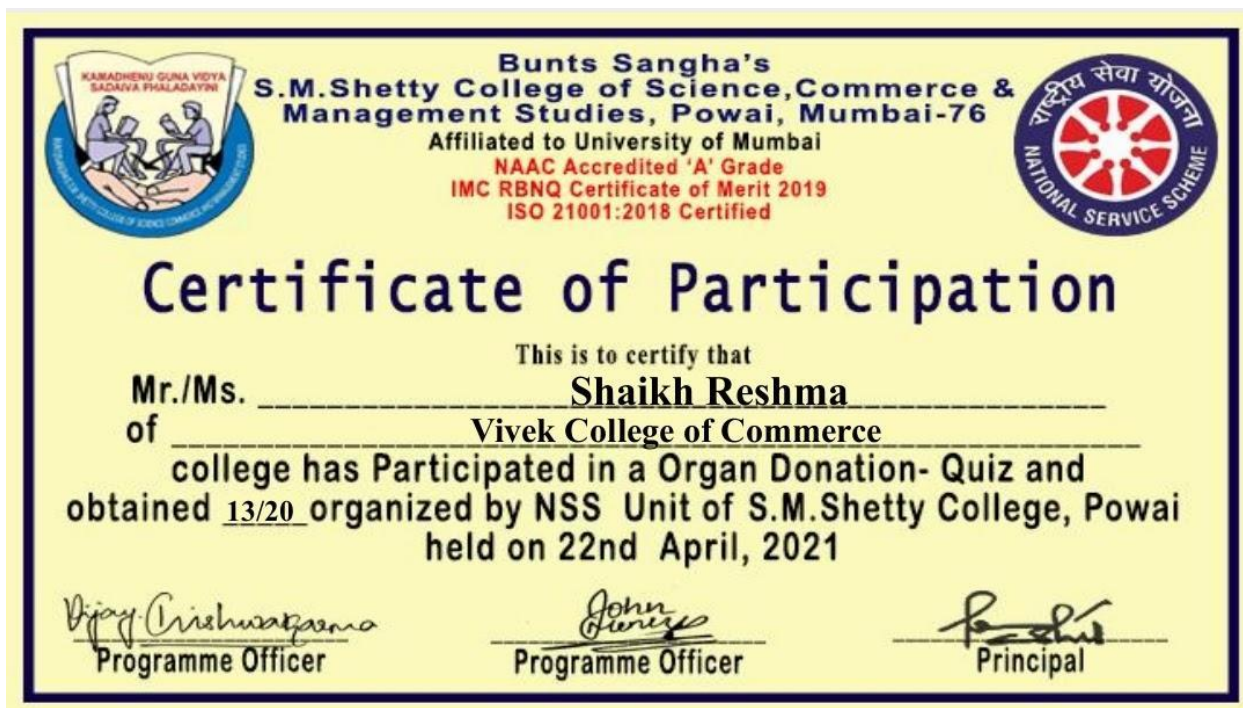 KAMADHENU GUNA VIDYA
SADAIVA PHALADAYINI
Bunts Sangha's
S.M.Shetty College of Science,Commerce &
Management Studies, Powai, Mumbai-76
Affiliated to University of Mumbai
NAAC Accredited 'A' Grade
IMC RBNQ Certificate of Merit 2019
ISO 21001:2018 Certified
राष्ट्रीय सेवा योजना
NATIONAL SERVICE SCHEME
Certificate of Participation
This is to certify that
Mr./Ms. Shaikh Reshma
of Vivek College of Commerce
college has Participated in a Organ Donation- Quiz and
obtained 13/20 organized by NSS Unit of S.M.Shetty College, Powai
held on 22nd April, 2021
Vijay
John
Programme Officer
Programme Officer
Principal